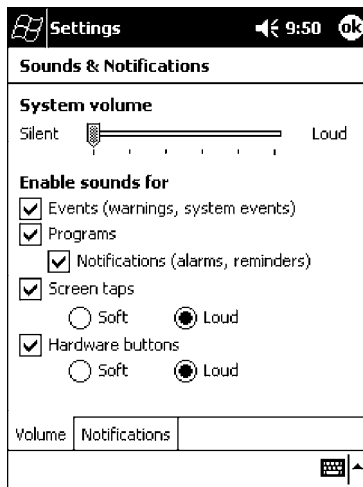 Settings 9:50 ok
Sounds & Notifications
System volume
Silent Loud
Enable sounds for
Events (warnings, system events)
Programs
Notifications (alarms, reminders)
Screen taps
Soft Loud
Hardware buttons
Soft Loud
Volume Notifications